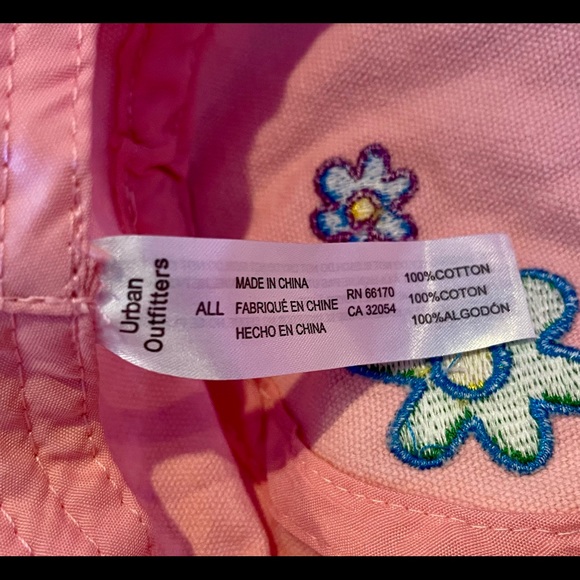 Urban
Outfitters
ALL
MADE IN CHINA
FABRIQUÉ EN CHINE
HECHO EN CHINA
RN 66170
CA 32054
100%COTTON
100%COTON
100%ALGODÓN